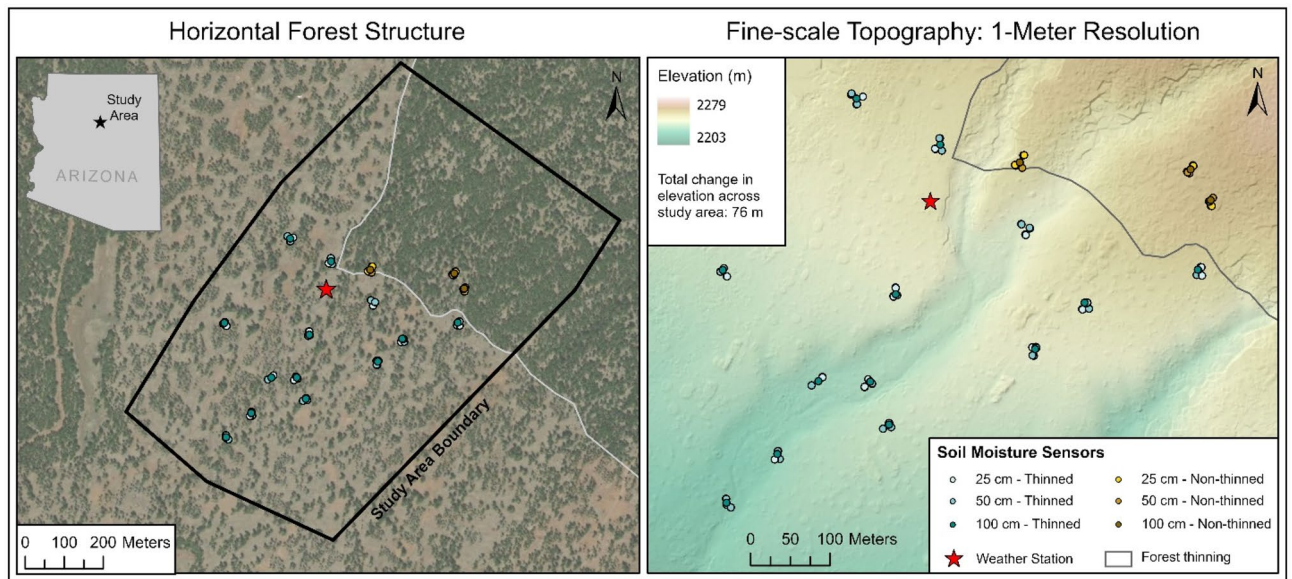 Horizontal Forest Structure
Study
Area
ARIZONA
N
Study Area Boundary
0 100 200 Meters
Fine-scale Topography: 1-Meter Resolution
Elevation (m)
2279
2203
Total change in
elevation across
study area: 76 m
N
0 50 100 Meters
Soil Moisture Sensors
25 cm - Thinned
25 cm - Non-thinned
50 cm - Thinned
50 cm - Non-thinned
100 cm - Thinned
100 cm - Non-thinned
Weather Station
Forest thinning